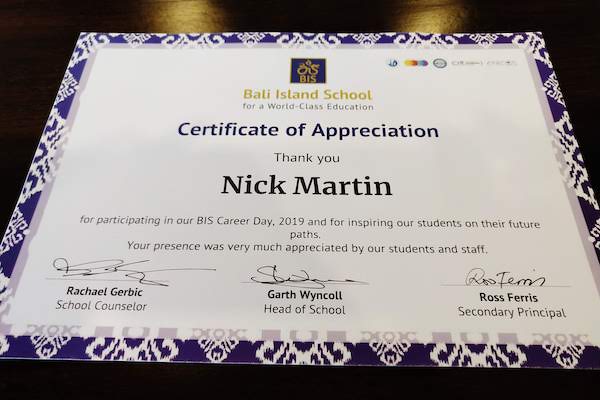 BIS
Bali Island School
for a World-Class Education
Certificate of Appreciation
Thank you
Nick Martin
for participating in our BIS Career Day, 2019 and for inspiring our students on their future
paths.
Your presence was very much appreciated by our students and staff.
Ross Ferris
Rachael Gerbic
School Counselor
Garth Wyncoll
Head of School
Ross Ferris
Secondary Principal